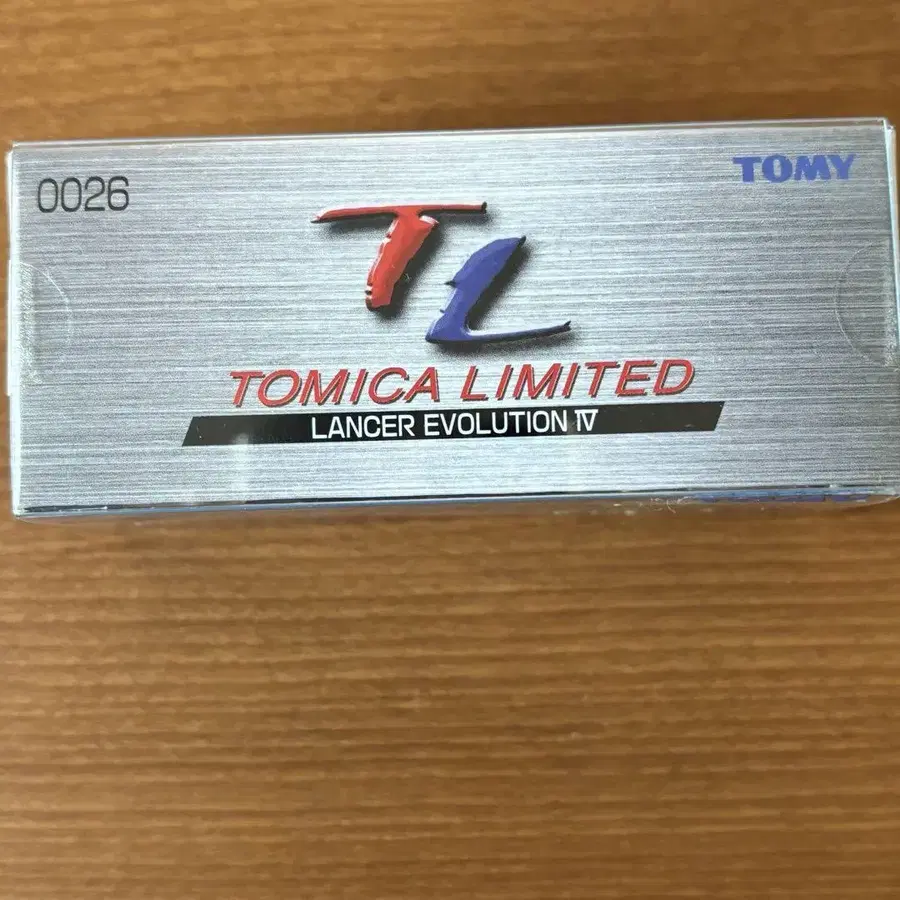 0026
TOMY
TL
TOMICA LIMITED
LANCER EVOLUTION Ⅳ